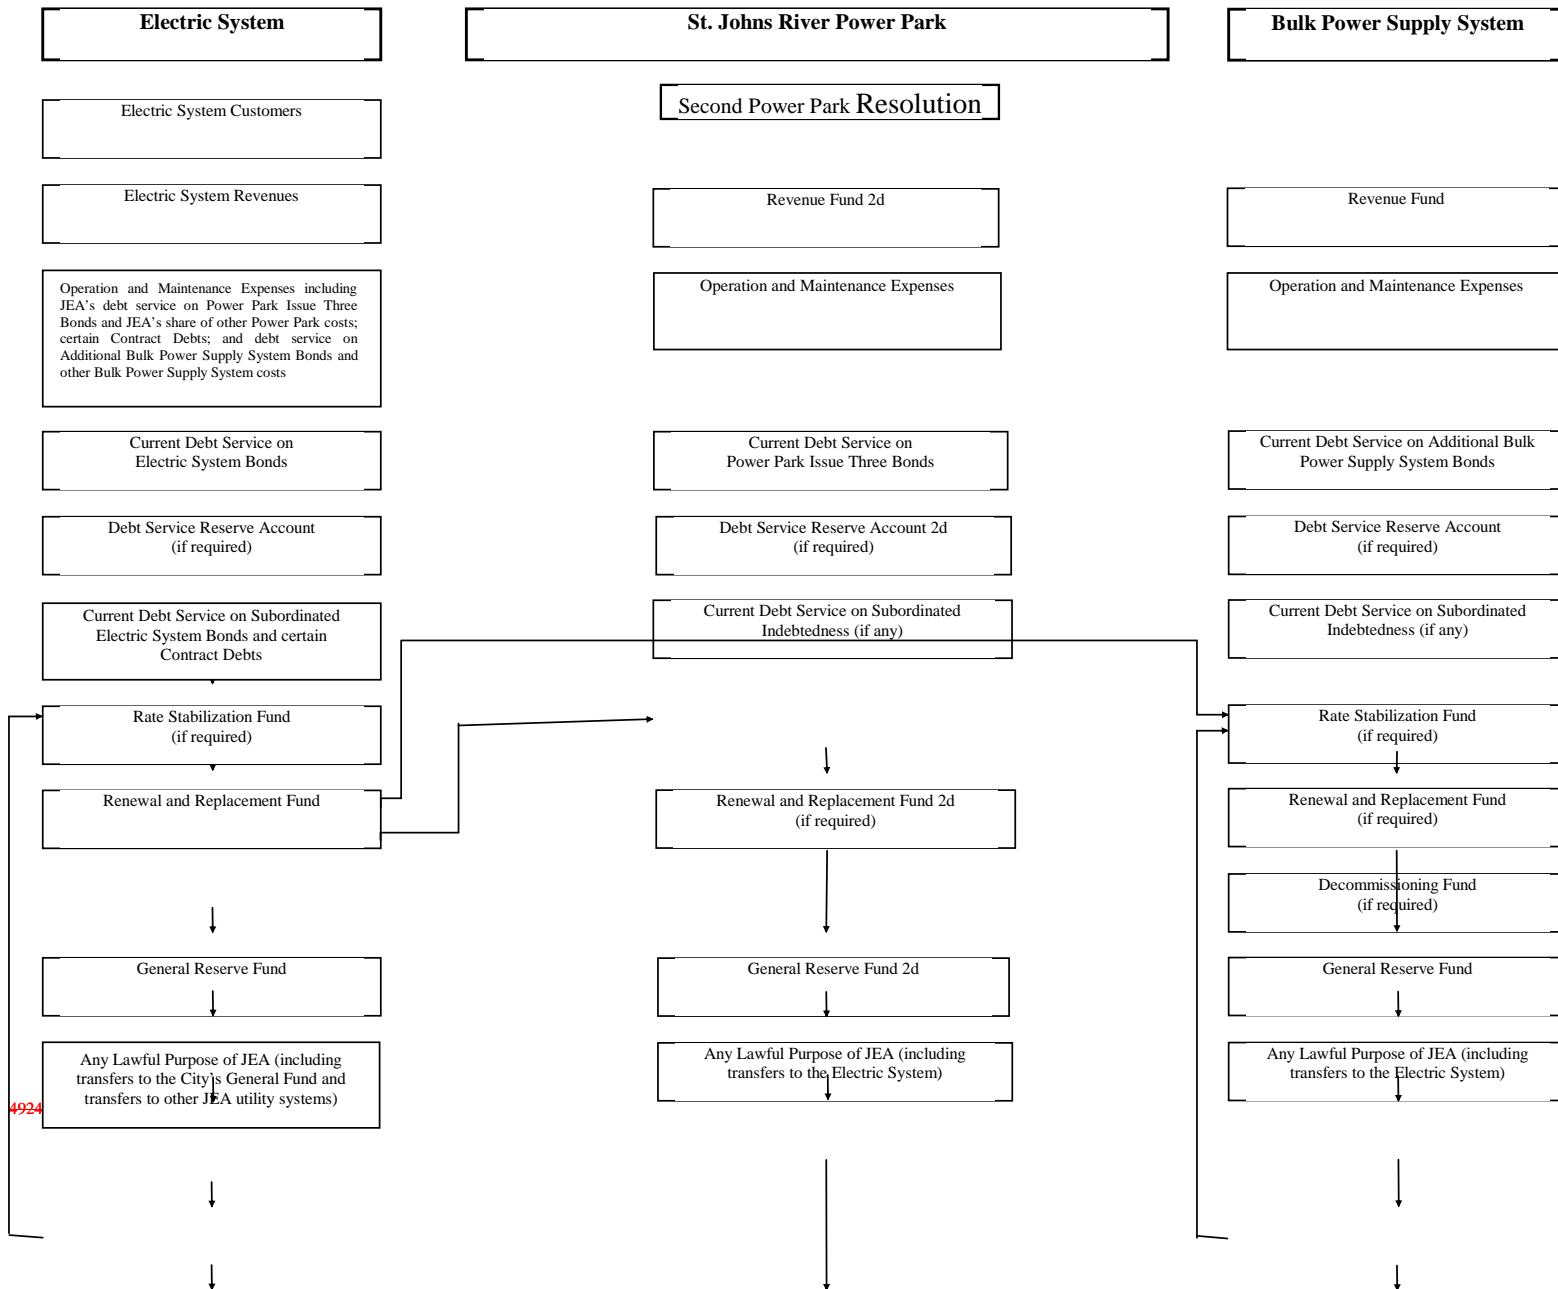 Electric System
St. Johns River Power Park
Bulk Power Supply System
Second Power Park Resolution
Electric System Customers
Electric System Revenues
Revenue Fund 2d
Revenue Fund
Operation and Maintenance Expenses including
JEA's debt service on Power Park Issue Three
Bonds and JEA's share of other Power Park costs;
certain Contract Debts; and debt service on
Additional Bulk Power Supply System Bonds and
other Bulk Power Supply System costs
Operation and Maintenance Expenses
Operation and Maintenance Expenses
Current Debt Service on
Electric System Bonds
Current Debt Service on
Power Park Issue Three Bonds
Current Debt Service on Additional Bulk
Power Supply System Bonds
Debt Service Reserve Account
(if required)
Debt Service Reserve Account 2d
(if required)
Debt Service Reserve Account
(if required)
Current Debt Service on Subordinated
Electric System Bonds and certain
Contract Debts
Current Debt Service on Subordinated
Indebtedness (if any)
Current Debt Service on Subordinated
Indebtedness (if any)
Rate Stabilization Fund
(if required)
Rate Stabilization Fund
(if required)
Renewal and Replacement Fund
Renewal and Replacement Fund 2d
(if required)
Renewal and Replacement Fund
(if required)
Decommissioning Fund
(if required)
General Reserve Fund
General Reserve Fund 2d
General Reserve Fund
Any Lawful Purpose of JEA (including
transfers to the City's General Fund and
transfers to other JEA utility systems)
Any Lawful Purpose of JEA (including
transfers to the Electric System)
Any Lawful Purpose of JEA (including
transfers to the Electric System)
4924